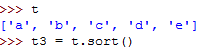 >>> t
['a', 'b', 'c', 'd', 'e']
>>> t3 = t.sort()